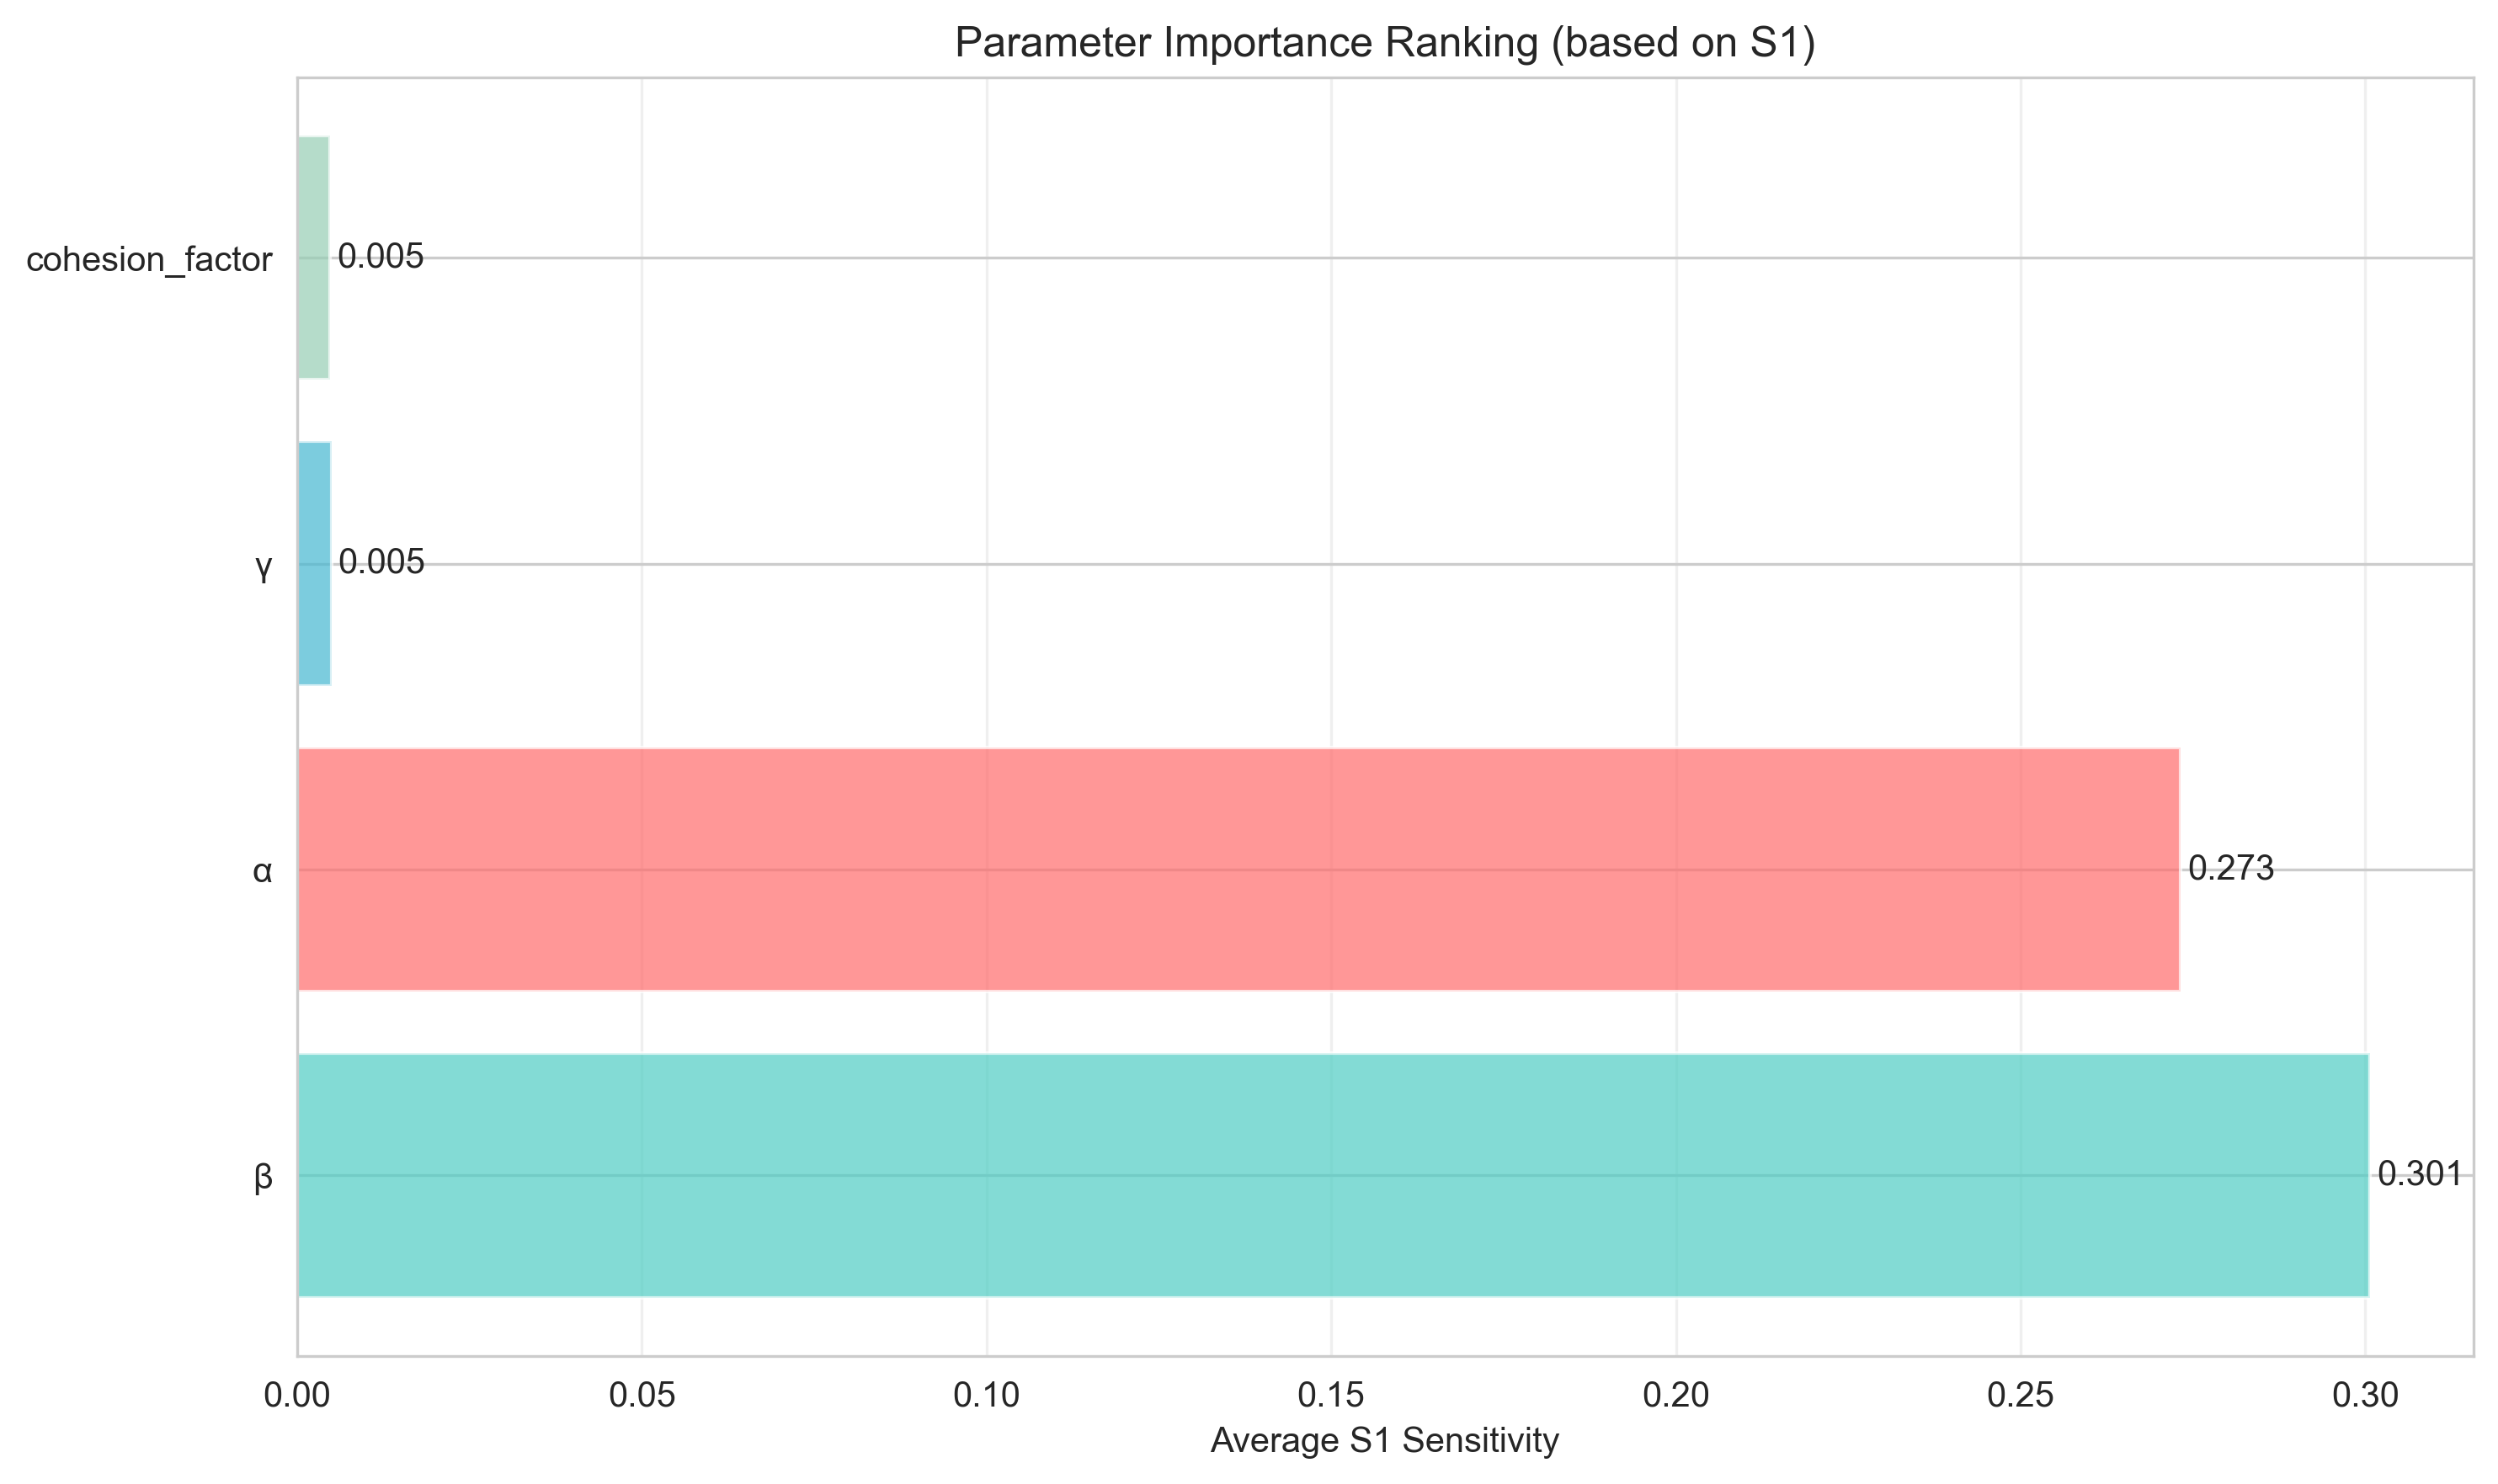 Parameter Importance Ranking (based on S1)
cohesion_factor
0.005
γ
0.005
α
0.273
β
0.301
0.00 0.05 0.10 0.15 0.20 0.25 0.30
Average S1 Sensitivity